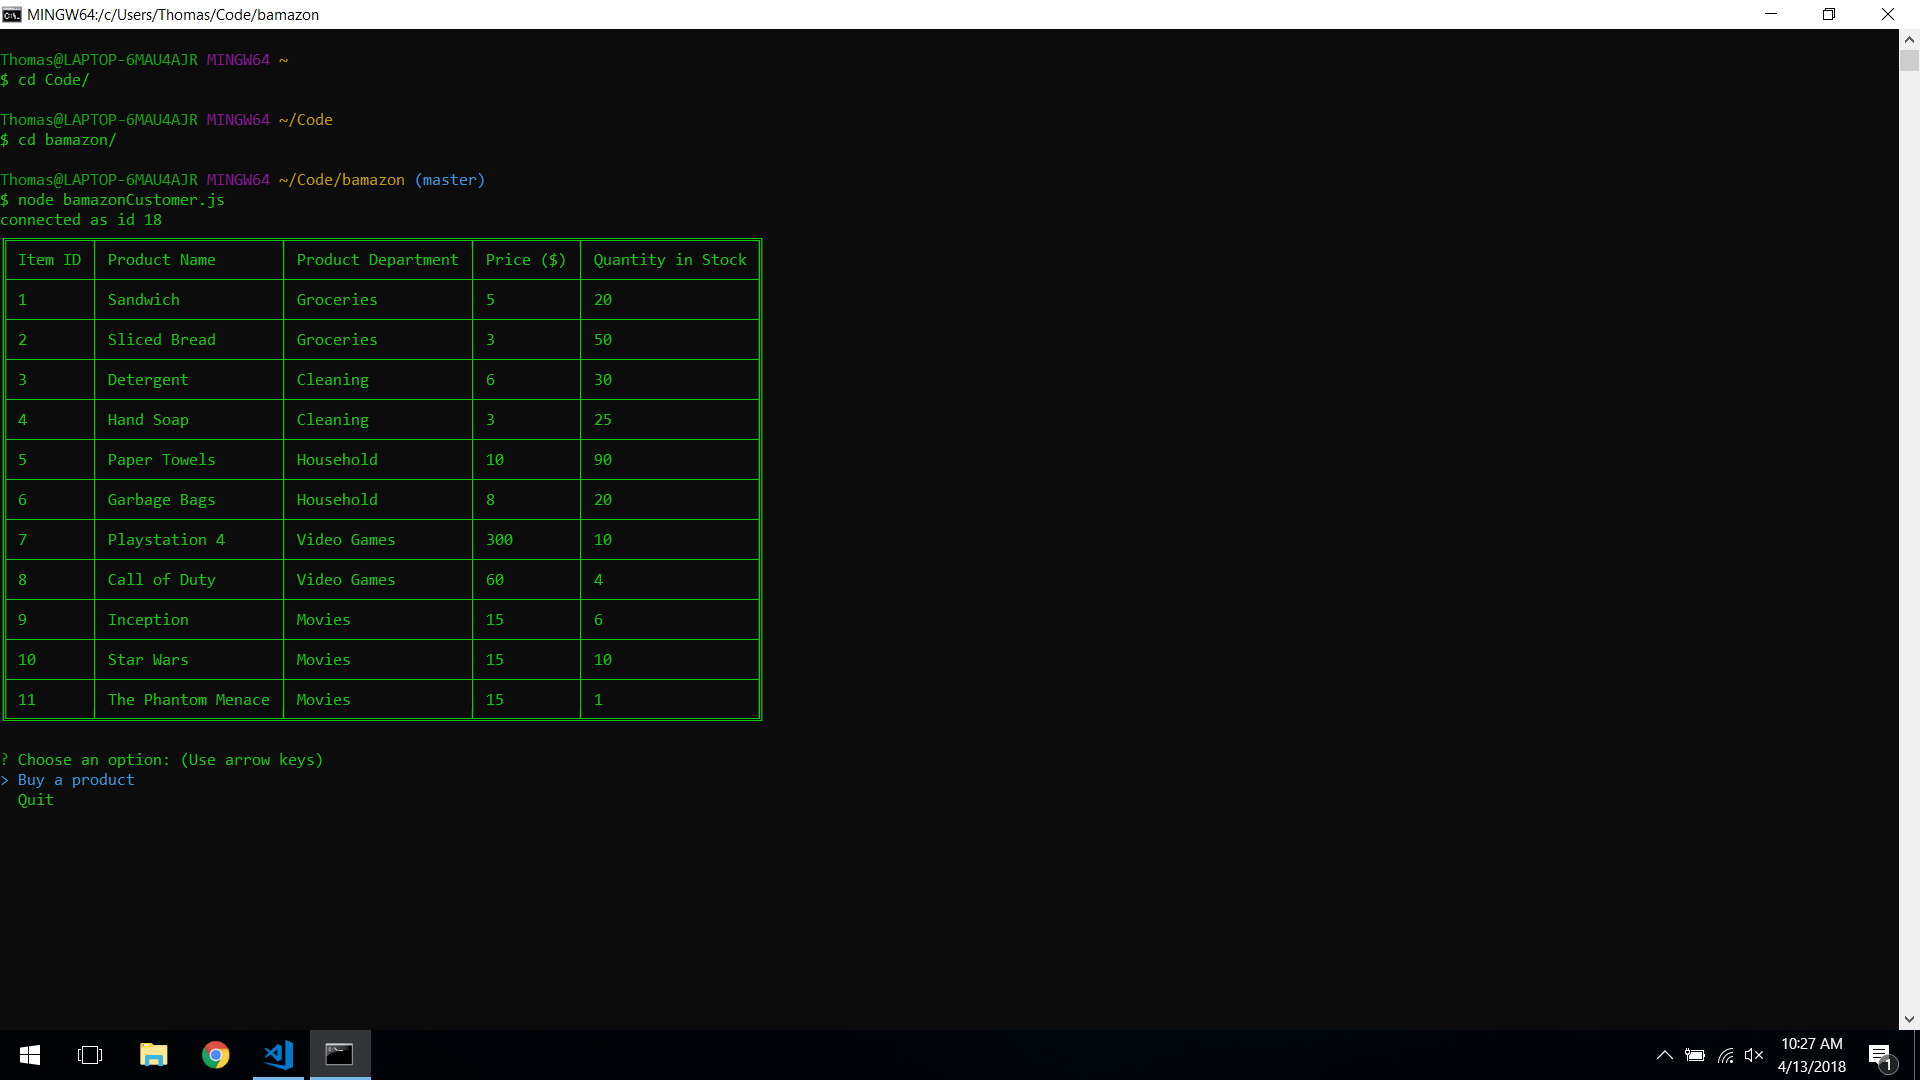 MINGW64:/c/Users/Thomas/Code/bamazon
Thomas@LAPTOP-6MAU4AJR MINGW64 ~
$ cd Code/
Thomas@LAPTOP-6MAU4AJR MINGW64 ~/Code
$ cd bamazon/
Thomas@LAPTOP-6MAU4AJR MINGW64 ~/Code/bamazon (master)
$ node bamazonCustomer.js
connected as id 18
Item ID Product Name Product Department Price ($) Quantity in Stock
1 Sandwich Groceries 5 20
2 Sliced Bread Groceries 3 50
3 Detergent Cleaning 6 30
4 Hand Soap Cleaning 3 25
5 Paper Towels Household 10 90
6 Garbage Bags Household 8 20
7 Playstation 4 Video Games 300 10
8 Call of Duty Video Games 60 4
9 Inception Movies 15 6
10 Star Wars Movies 15 10
11 The Phantom Menace Movies 15 1
? Choose an option: (Use arrow keys)
> Buy a product
Quit
10:27 AM
4/13/2018
1